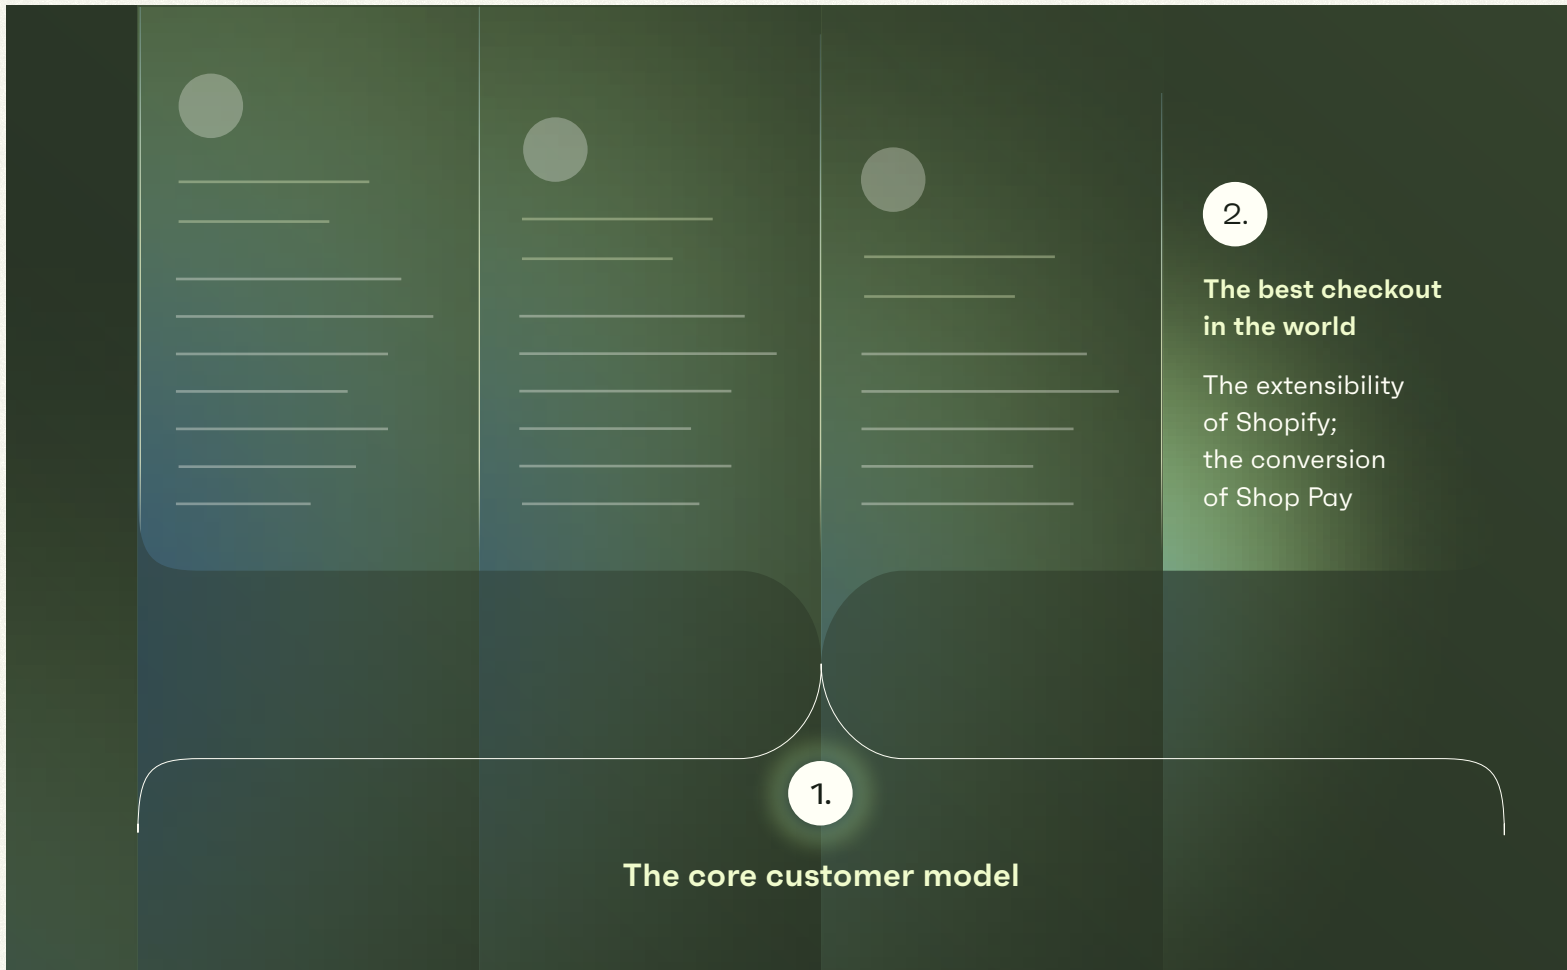 2.
The best checkout
in the world
The extensibility
of Shopify;
the conversion
of Shop Pay
1.
The core customer model